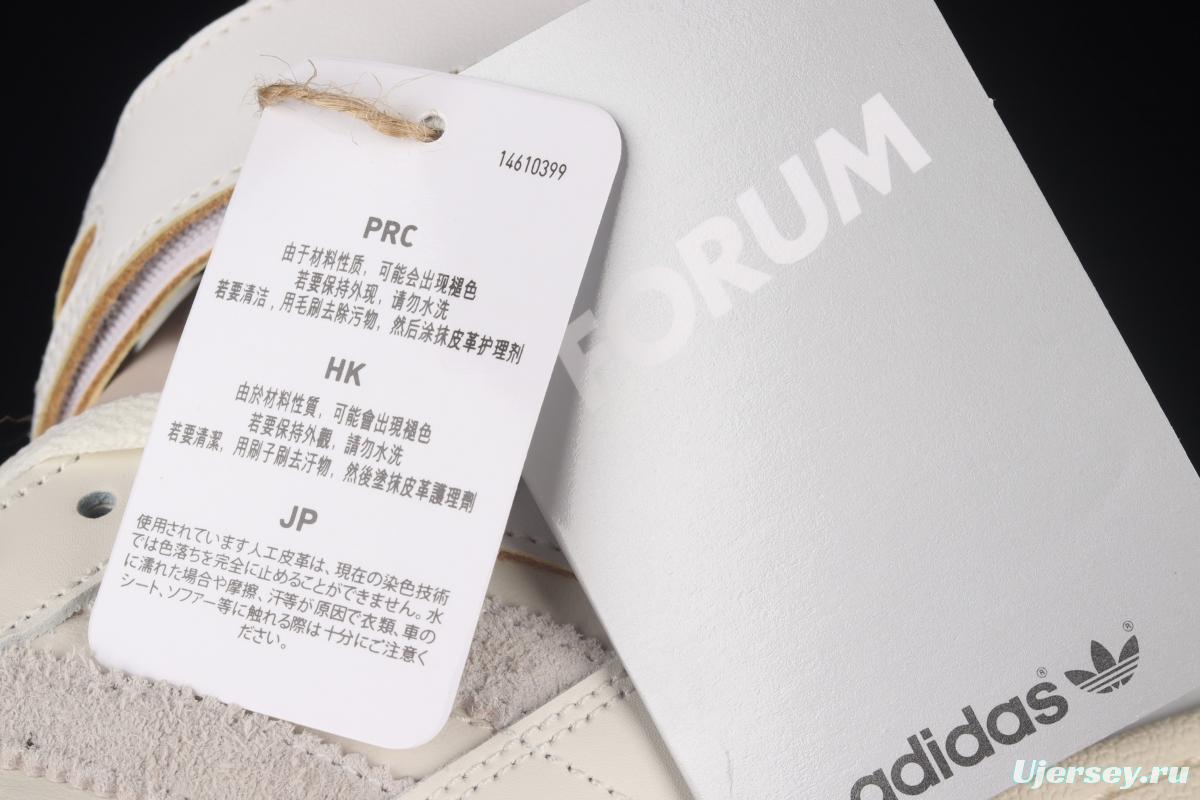 14610399
PRC
由于材料性质，可能会出现褪色
若要保持外现，请勿水洗
若要清洁，用毛刷去除污物，然后涂抹皮革护理剂
HK
由於材料性質，可能會出現褪色
若要保持外觀，請勿水洗
若要清潔，用刷子刷去汙物，然後塗抹皮革護理劑
JP
使用されています人工皮革は、現在の染色技術
では色落ちを完全に止めることができません。水
に濡れた場合や摩擦、汗等が原因で衣類、車の
シート、ソファー等に触れる際は十分にご注意く
ださい。
FORUM
adidas®
®
Ujersey.ru